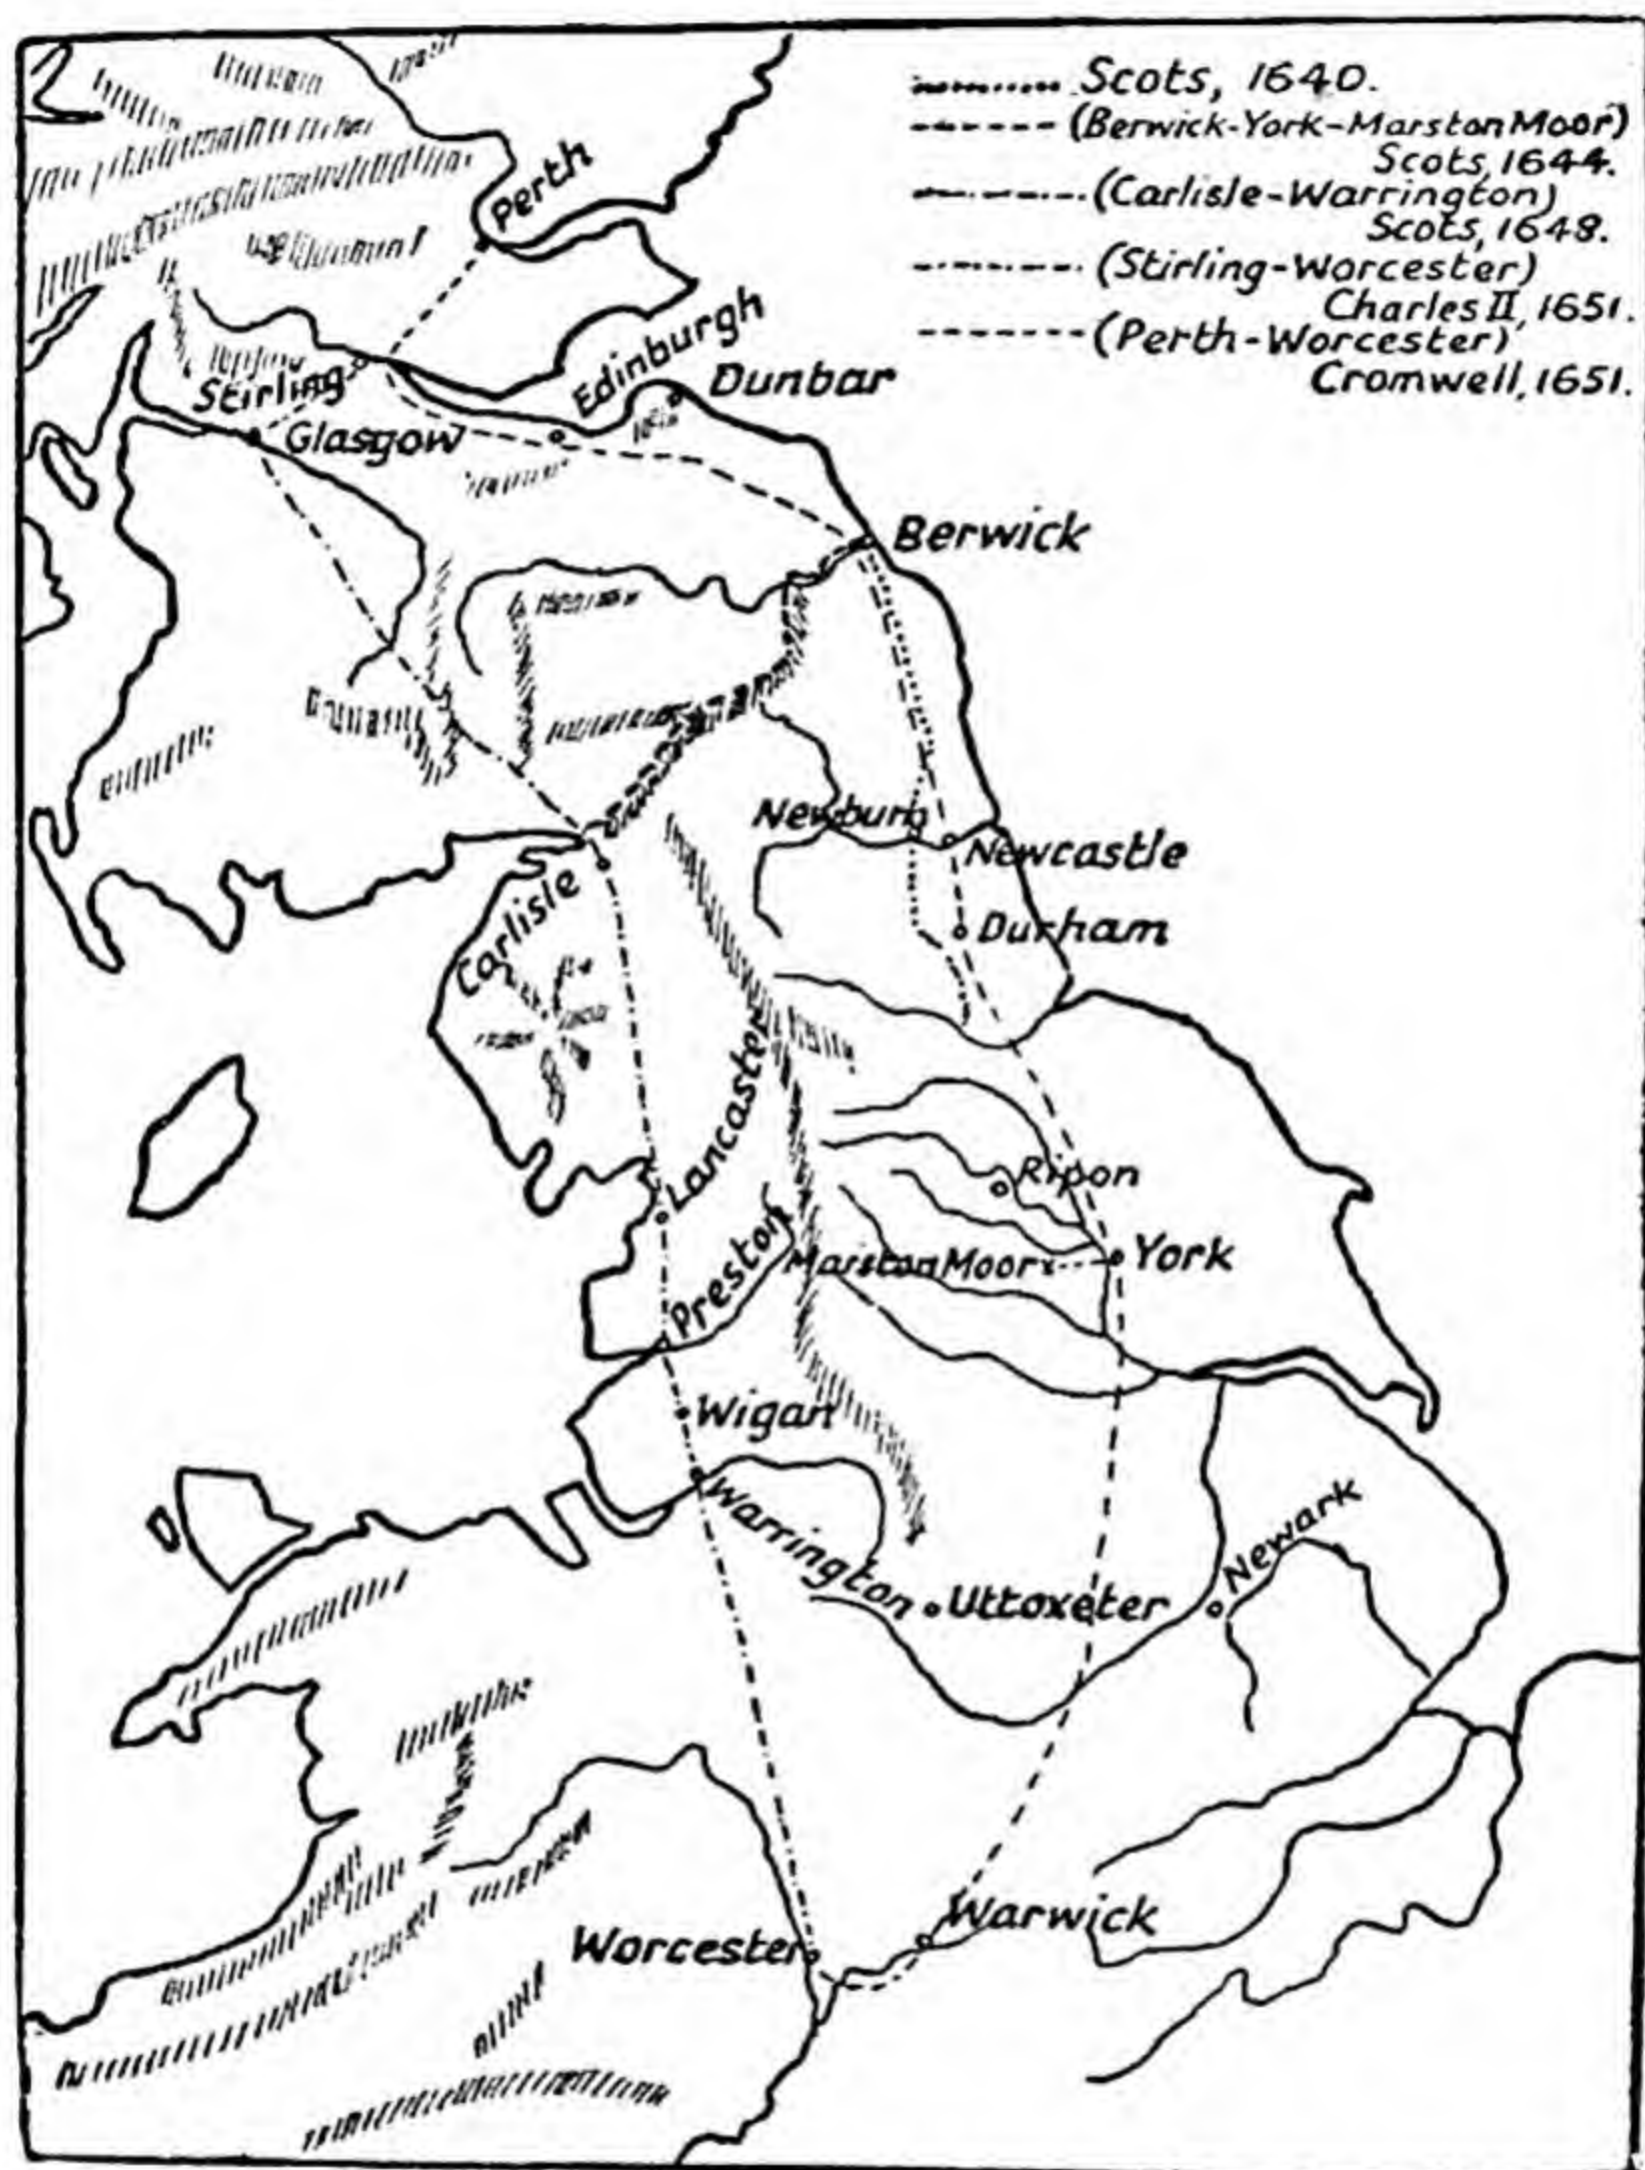 Scots, 1640.
(Berwick-York-Marston Moor)
Scots, 1644.
(Carlisle-Warrington)
Scots, 1648.
(Stirling-Worcester)
Charles II, 1651.
(Perth-Worcester)
Cromwell, 1651.
Perth
Edinburgh
Dunbar
Stirling
Glasgow
Berwick
Newburn
Newcastle
Carlisle
Durham
Lancaster
Ripon
Preston
Marston Moor
York
Wigan
Warrington
Newark
Uttoxeter
Warwick
Worcester